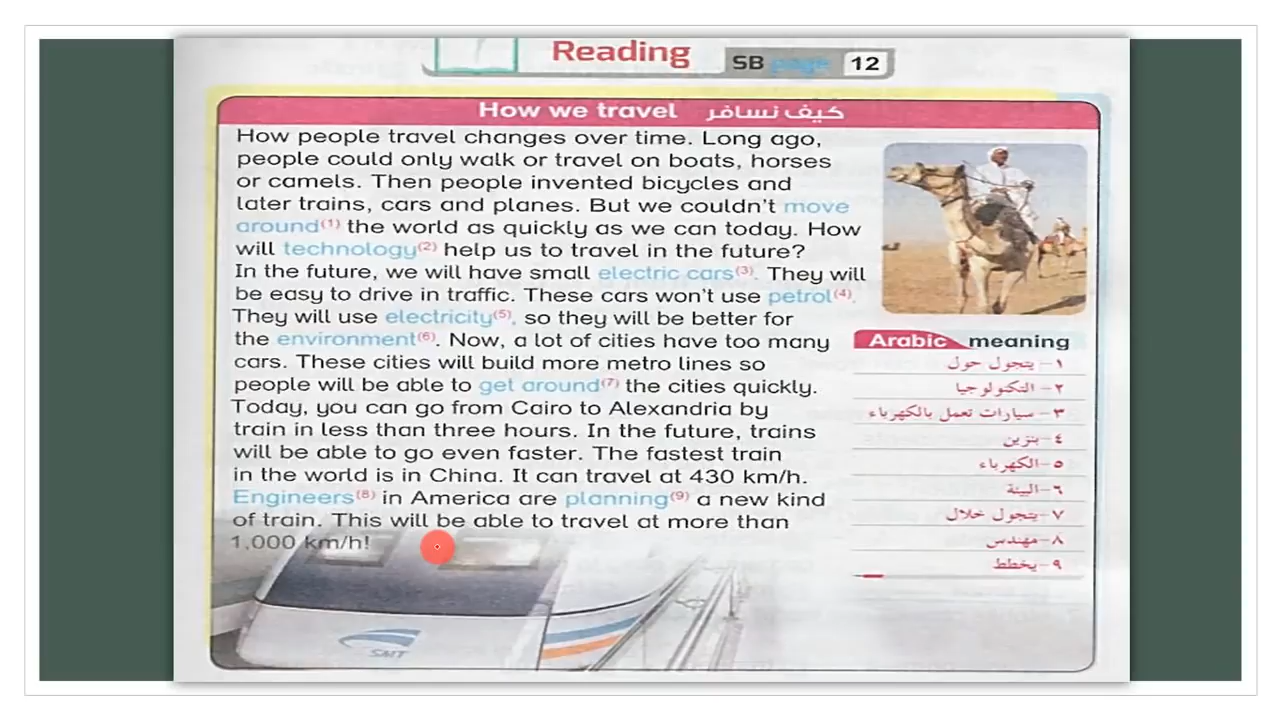 Reading
SB page 12
How we travel كيف نسافر
How people travel changes over time. Long ago,
people could only walk or travel on boats, horses
or camels. Then people invented bicycles and
later trains, cars and planes. But we couldn't move
around(1) the world as quickly as we can today. How
will technology(2) help us to travel in the future?
In the future, we will have small electric cars(3). They will
be easy to drive in traffic. These cars won't use petrol(4).
They will use electricity(5), so they will be better for
the environment(6). Now, a lot of cities have too many
cars. These cities will build more metro lines so
people will be able to get around(7) the cities quickly.
Today, you can go from Cairo to Alexandria by
train in less than three hours. In the future, trains
will be able to go even faster. The fastest train
in the world is in China. It can travel at 430 km/h.
Engineers(8) in America are planning(9) a new kind
of train. This will be able to travel at more than
1,000 km/h!
Arabic meaning
١- يتجول حول
٢- التكنولوجيا
٣- سيارات تعمل بالكهرباء
٤- بنزين
٥- الكهرباء
٦- البيئة
٧- يتجول خلال
٨- مهندس
٩- يخطط
SMT